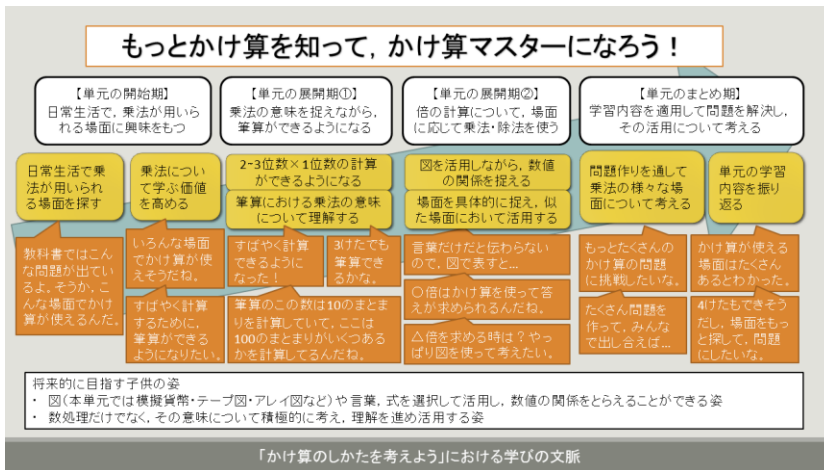 もっとかけ算を知って，かけ算マスターになろう！
【単元の開始期】
日常生活で，乗法が用いら
れる場面に興味をもつ
【単元の展開期①】
乗法の意味を捉えながら，
筆算ができるようになる
【単元の展開期②】
倍の計算について，場面
に応じて乗法・除法を使う
【単元のまとめ期】
学習内容を適用して問題を解決し，
その活用について考える
日常生活で乗
法が用いられ
る場面を探す
乗法につい
て学ぶ価値
を高める
2-3位数×1位数の計算
ができるようになる
筆算における乗法の意味
について理解する
図を活用しながら，数値
の関係を捉える
場面を具体的に捉え，似
た場面において活用する
問題作りを通して
乗法の様々な場
面について考える
単元の学習
内容を振り
返る
教科書ではこん
な問題が出ている
よ。そうか，こ
んな場面でかけ
算が使えるんだ。
いろんな場面
でかけ算が使
えそうだね。
すばやく計算
するために，
筆算ができる
ようになりたい。
すばやく計算
できるように
なった！
3けたでも
筆算でき
るかな。
筆算のこの数は10のまとま
りを計算していて，ここは
100のまとまりがいくつある
かを計算してるんだね。
言葉だけだと伝わらない
ので，図で表すと…
○倍はかけ算を使って答
えが求められるんだね。
△倍を求める時は？やっ
ぱり図を使って考えたい。
もっとたくさんの
かけ算の問題
に挑戦したいな。
たくさん問題を
作って，みんな
で出し合えば…
かけ算が使える
場面はたくさん
あるとわかった。
4けたもできそう
だし，場面をもっ
と探して，問題
にしたいな。
将来的に目指す子供の姿
・ 図（本単元では模擬貨幣・テープ図・アレイ図など）や言葉，式を選択して活用し，数値の関係をとらえることができる姿
・ 数処理だけでなく，その意味について積極的に考え，理解を進め活用する姿
「かけ算のしかたを考えよう」における学びの文脈